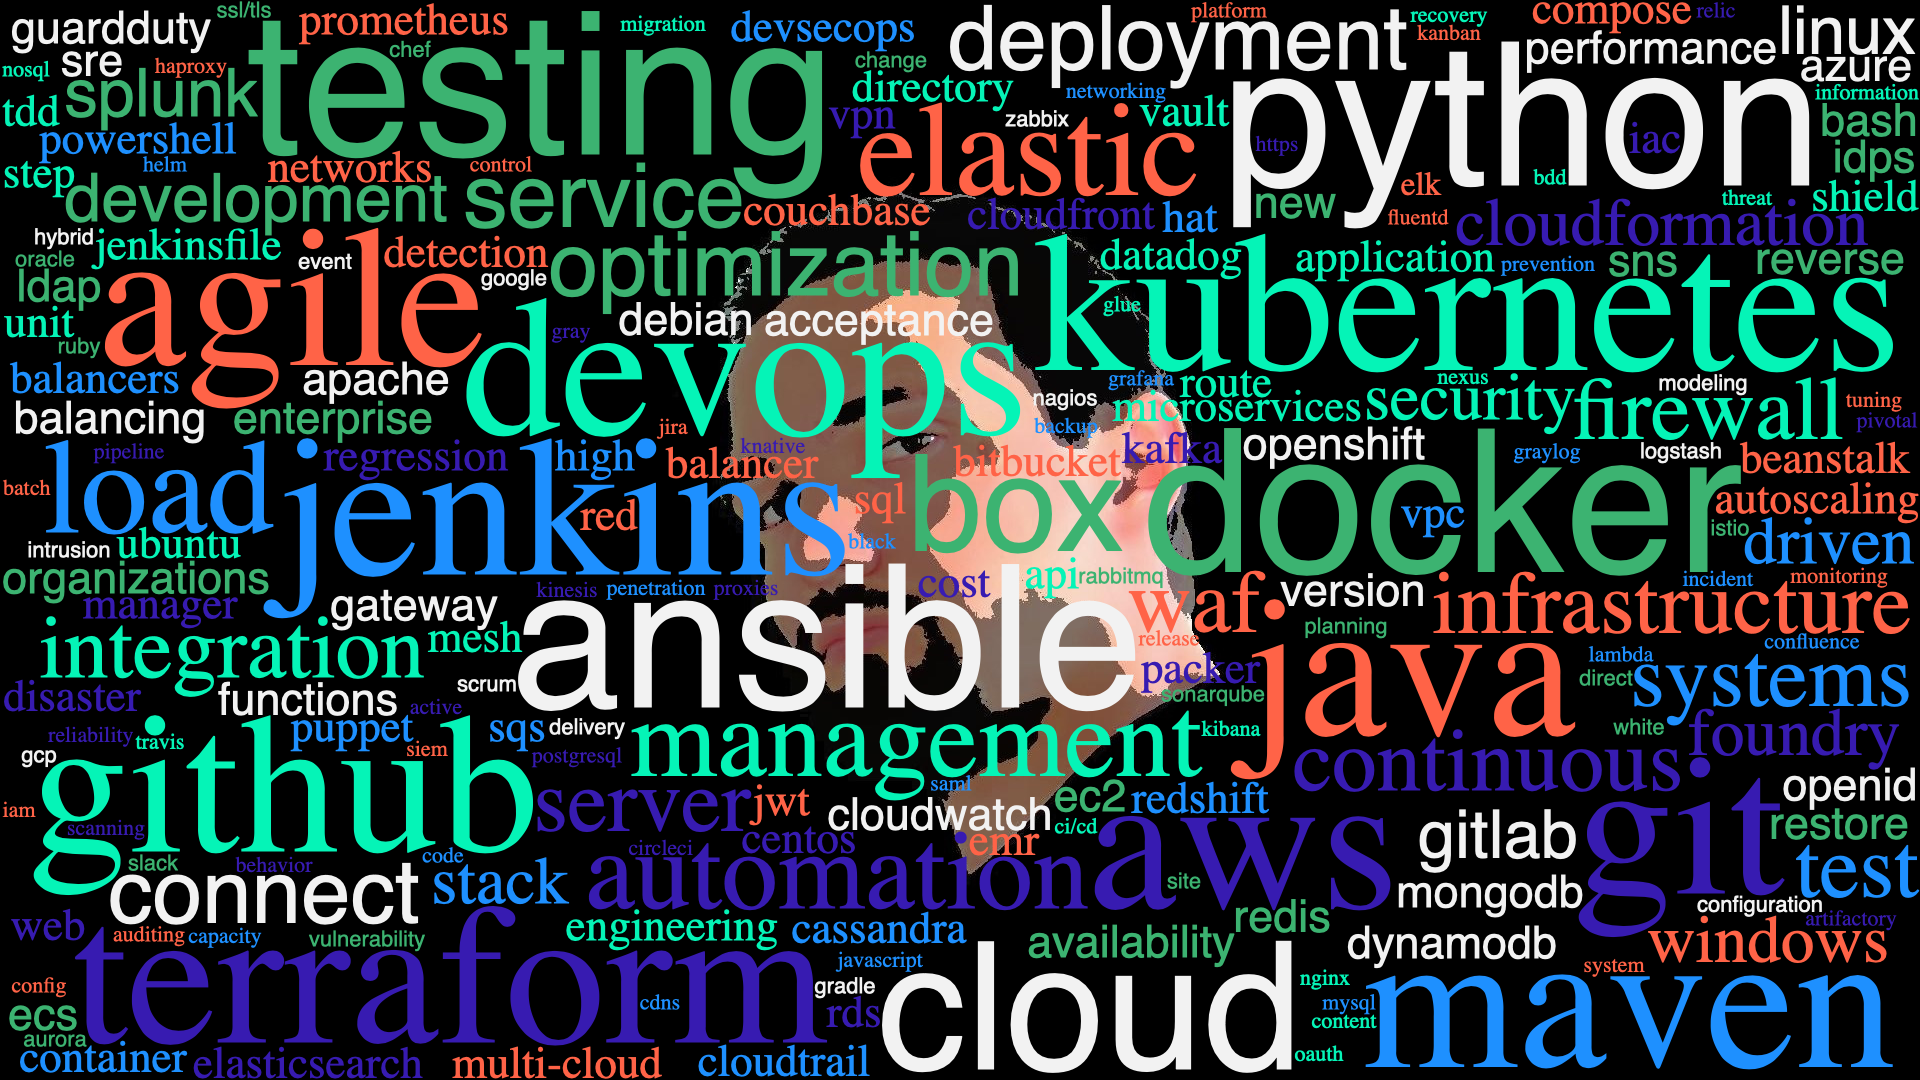 guardduty
ssl/tls
prometheus
migration
devsecops
deployment
platform
recovery
kanban
compose
relic
linux
nosql
sre
haproxy
chef
testing
change
performance
azure
splunk
directory
networking
python
information
tdd
vpn
elastic
zabbix
vault
bash
powershell
https
iac
idps
step
helm
networks
control
development
service
elk
bdd
threat
shield
couchbase
cloudfront
hat
new
fluentd
cloudformation
hybrid
jenkinsfile
event
detection
optimization
datadog
application
prevention
sns
reverse
oracle
google
ldap
agile
kubernetes
glue
unit
ruby
gray
debian
acceptance
devops
balancers
apache
grafana
route
nexus
modeling
balancing
enterprise
nagios
microservices
security
firewall
tuning
pivotal
jira
backup
pipeline
load
regression
high
knative
balancer
bitbucket
kafka
openshift
graylog
logstash
beanstalk
batch
jenkins
red
sql
box
docker
vpc
autoscaling
istio
intrusion
ubuntu
black
driven
organizations
kinesis
penetration
proxies
cost
api
rabbitmq
version
incident
monitoring
manager
gateway
ansible
waf
infrastructure
planning
integration
mesh
release
java
confluence
lambda
disaster
functions
scrum
packer
sonarqube
direct
systems
active
reliability
travis
puppet
siem
sqs
delivery
management
kibana
white
foundry
gcp
postgresql
continuous
github
server
jwt
saml
ec2
redshift
openid
iam
scanning
cloudwatch
ci/cd
aws
gitlab
git
restore
slack
behavior
code
circleci
centos
emr
connect
stack
automation
site
mongodb
test
web
auditing
capacity
vulnerability
engineering
cassandra
redis
configuration
artifactory
terraform
javascript
availability
dynamodb
windows
config
gradle
cloud
nginx
system
ecs
cdns
rds
mysql
maven
aurora
content
container
elasticsearch
multi-cloud
cloudtrail
oauth